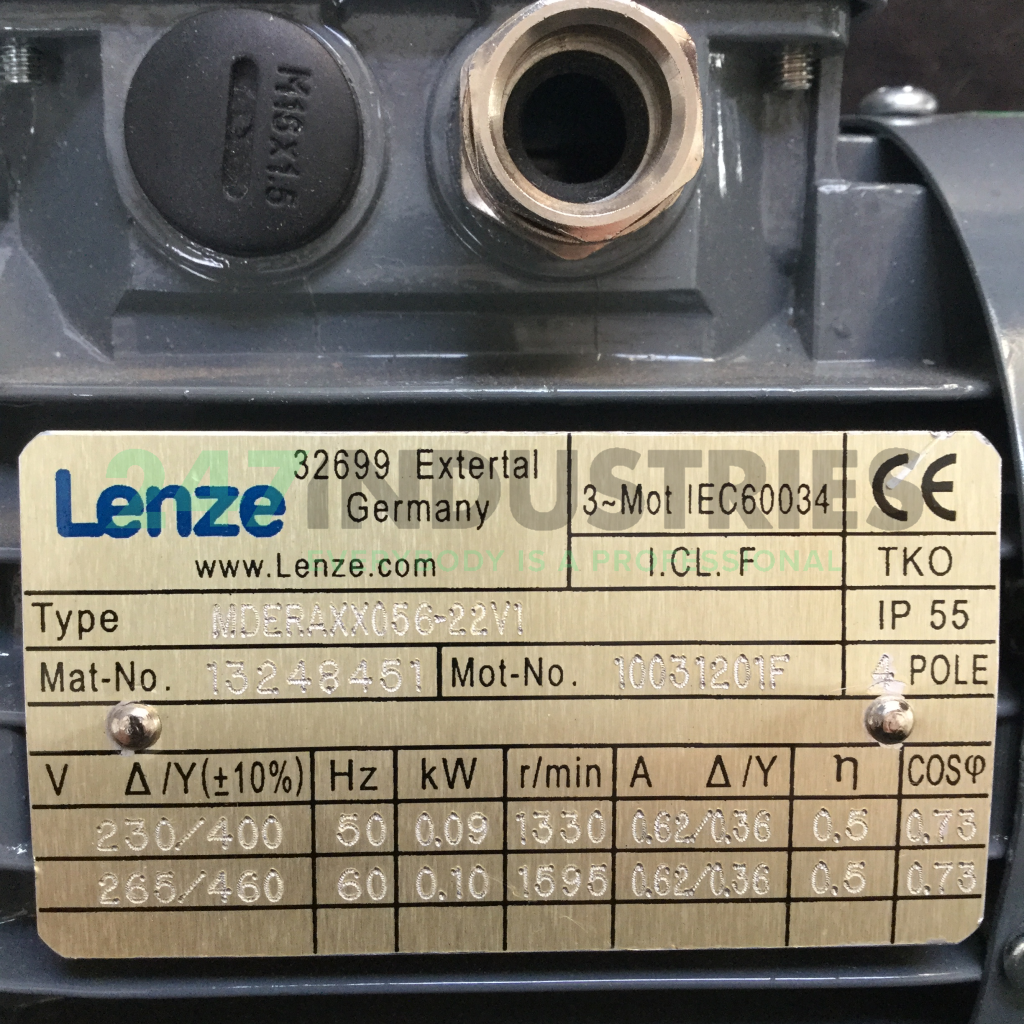 M16X1.5
247INDUSTRIES
EVERYBODY IS A PROFESSIONAL
Lenze
32699 Extertal
Germany
www.Lenze.com
3~Mot IEC60034
CE
I.CL. F
TKO
Type MDERAXX056-22V1
IP 55
Mat-No. 13248451 Mot-No. 10031201F 4 POLE
V Δ/Y(±10%) Hz kW r/min A Δ/Y η COSφ
230/400 50 0.09 1330 0.62/0.36 0.5 0.73
265/460 60 0.10 1595 0.62/0.36 0.5 0.73